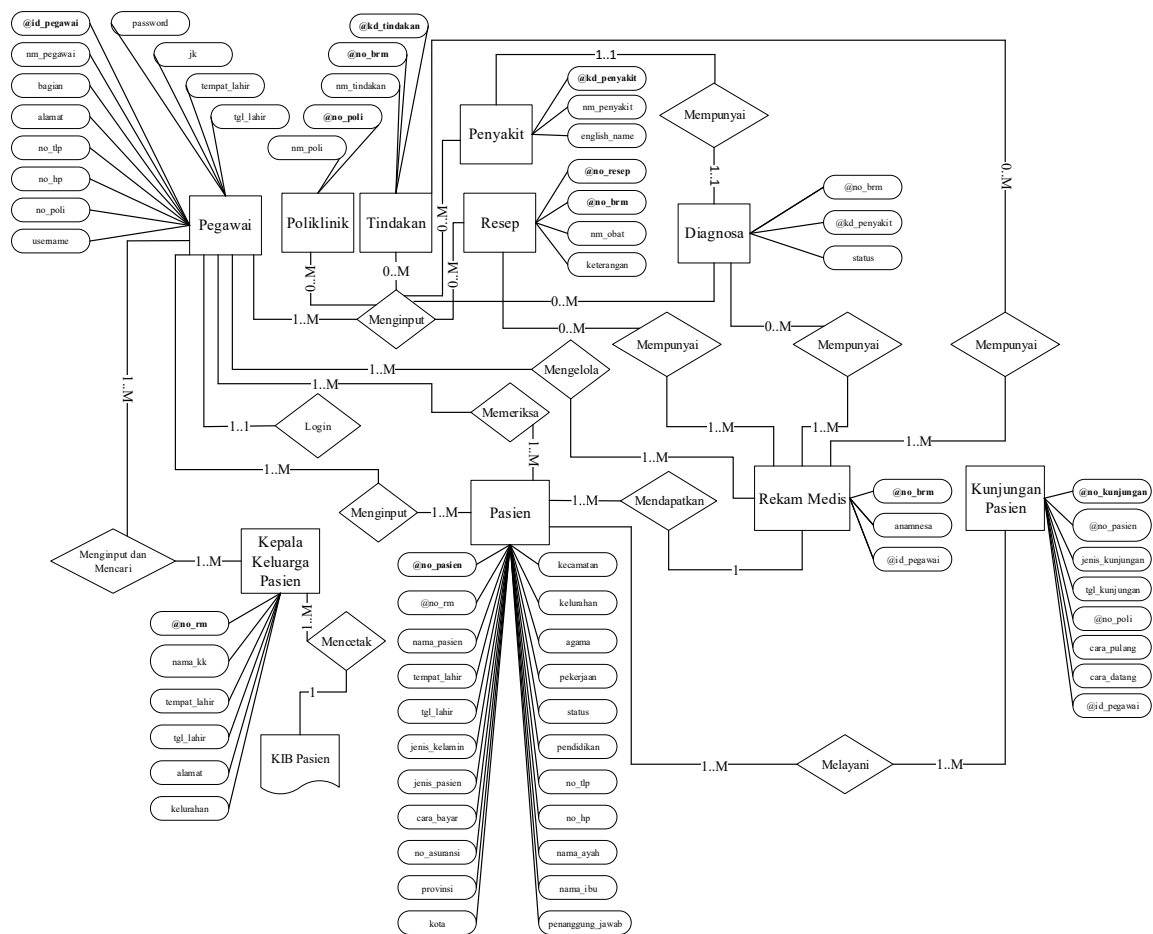 @id_pegawai
nm_pegawai
bagian
alamat
no_tlp
no_hp
no_poli
username
password
jk
tempat_lahir
tgl_lahir
Pegawai
@kd_tindakan
@no_brm
nm_tindakan
@no_poli
nm_poli
Poliklinik
Tindakan
1..1
@kd_penyakit
nm_penyakit
english_name
Penyakit
Mempunyai
1..1
@no_resep
@no_brm
nm_obat
keterangan
Resep
@no_brm
@kd_penyakit
status
Diagnosa
0..M
0..M
0..M
0..M
0..M
0..M
1..M
Menginput
0..M
Mempunyai
0..M
Mempunyai
Mempunyai
1..M
Mengelola
1..M
1..M
Memeriksa
1..M
1..1
Login
1..M
1..M
1..M
1..M
1..M
Menginput
1..M
Pasien
1..M
Mendapatkan
1
Rekam Medis
@no_brm
anamnesa
@id_pegawai
Kunjungan
Pasien
@no_kunjungan
@no_pasien
jenis_kunjungan
tgl_kunjungan
@no_poli
cara_pulang
cara_datang
@id_pegawai
Menginput dan
Mencari
1..M
Kepala
Keluarga
Pasien
1..M
Mencetak
1
KIB Pasien
@no_rm
nama_kk
tempat_lahir
tgl_lahir
alamat
kelurahan
@no_pasien
@no_rm
nama_pasien
tempat_lahir
tgl_lahir
jenis_kelamin
jenis_pasien
cara_bayar
no_asuransi
provinsi
kota
kecamatan
kelurahan
agama
pekerjaan
status
pendidikan
no_tlp
no_hp
nama_ayah
nama_ibu
penanggung_jawab
1..M
Melayani
1..M